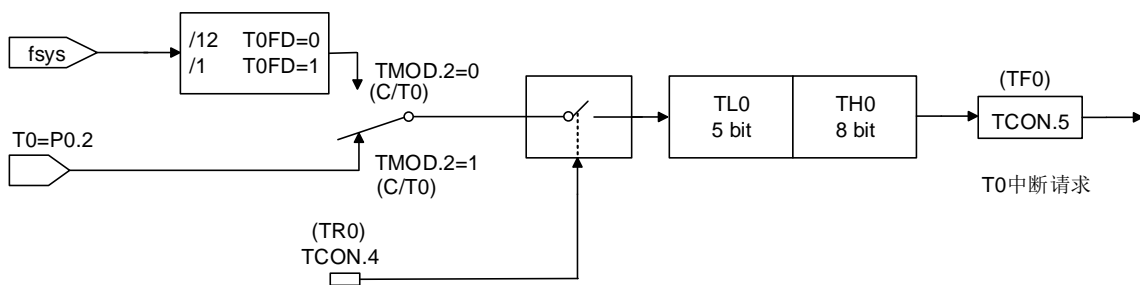 fsys
/12 T0FD=0
/1 T0FD=1
TMOD.2=0
(C/T0)
T0=P0.2
TMOD.2=1
(C/T0)
(TR0)
TCON.4
TL0
5 bit
TH0
8 bit
(TF0)
TCON.5
T0中断请求